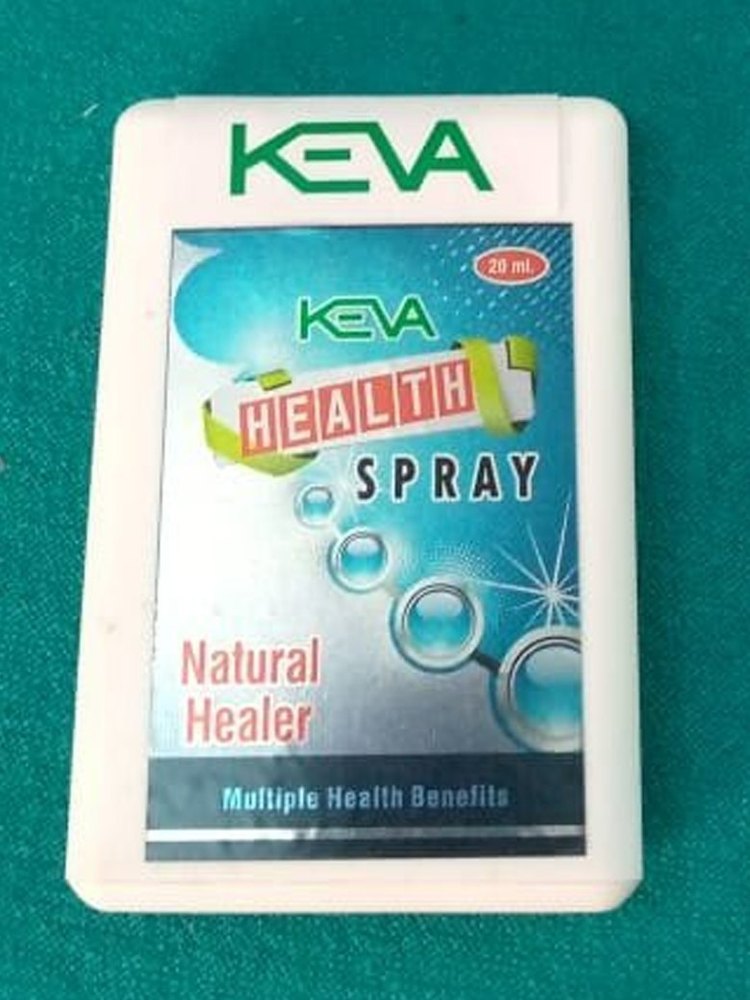 KEVA
20 ml.
KEVA
HEALTH
SPRAY
Natural
Healer
Multiple Health Benefits